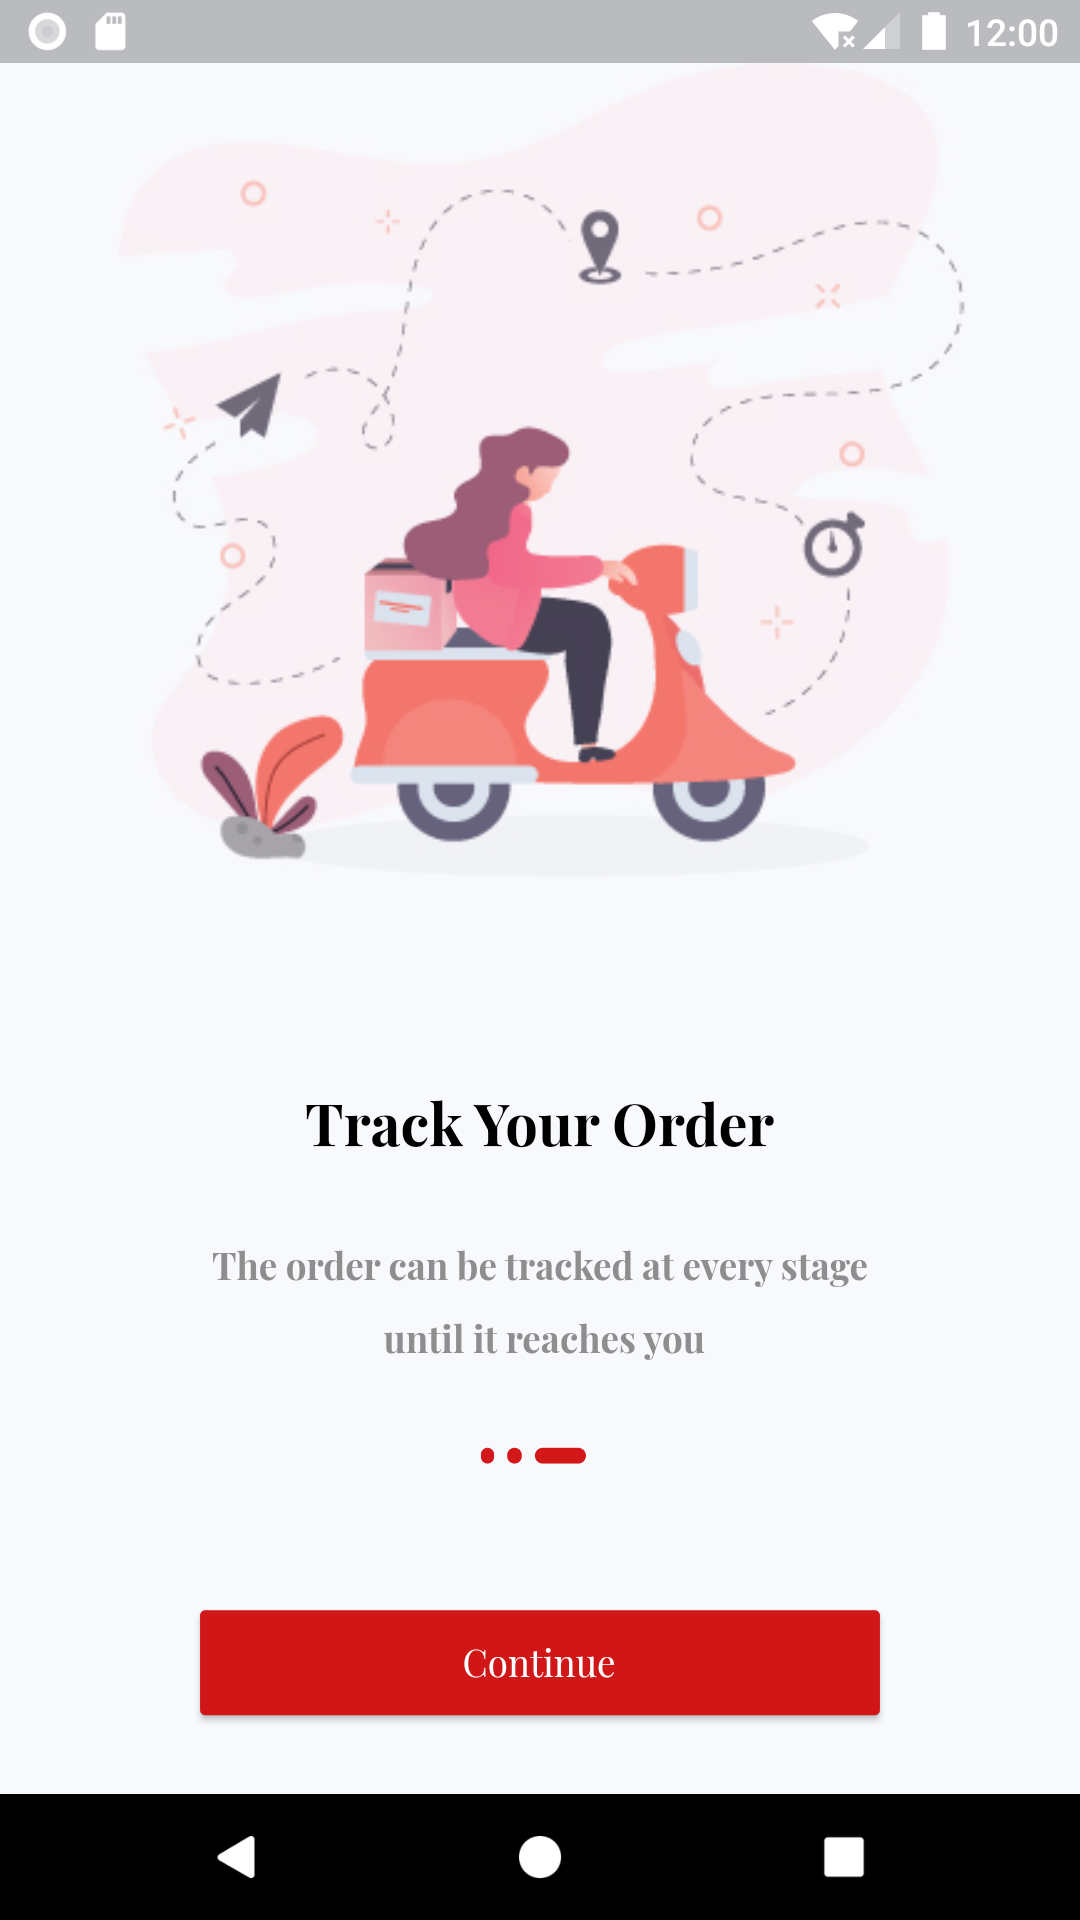 12:00
Track Your Order
The order can be tracked at every stage
until it reaches you
Continue